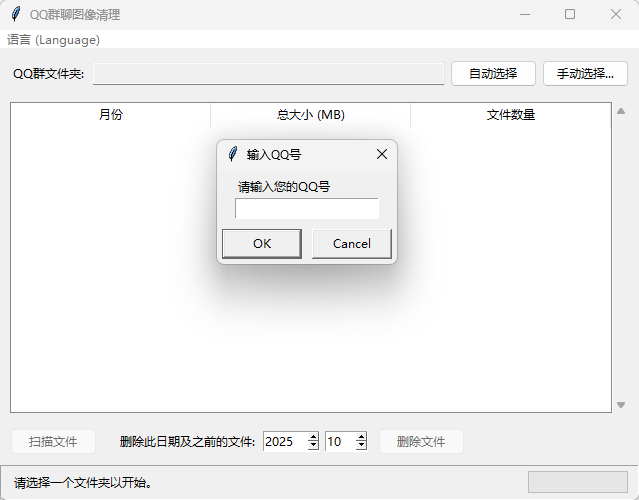 QQ群聊图像清理
语言 (Language)
QQ群文件夹: 自动选择 手动选择...
月份 总大小 (MB) 文件数量
输入QQ号
请输入您的QQ号
OK Cancel
扫描文件 删除此日期及之前的文件: 2025 10 删除文件
请选择一个文件夹以开始。